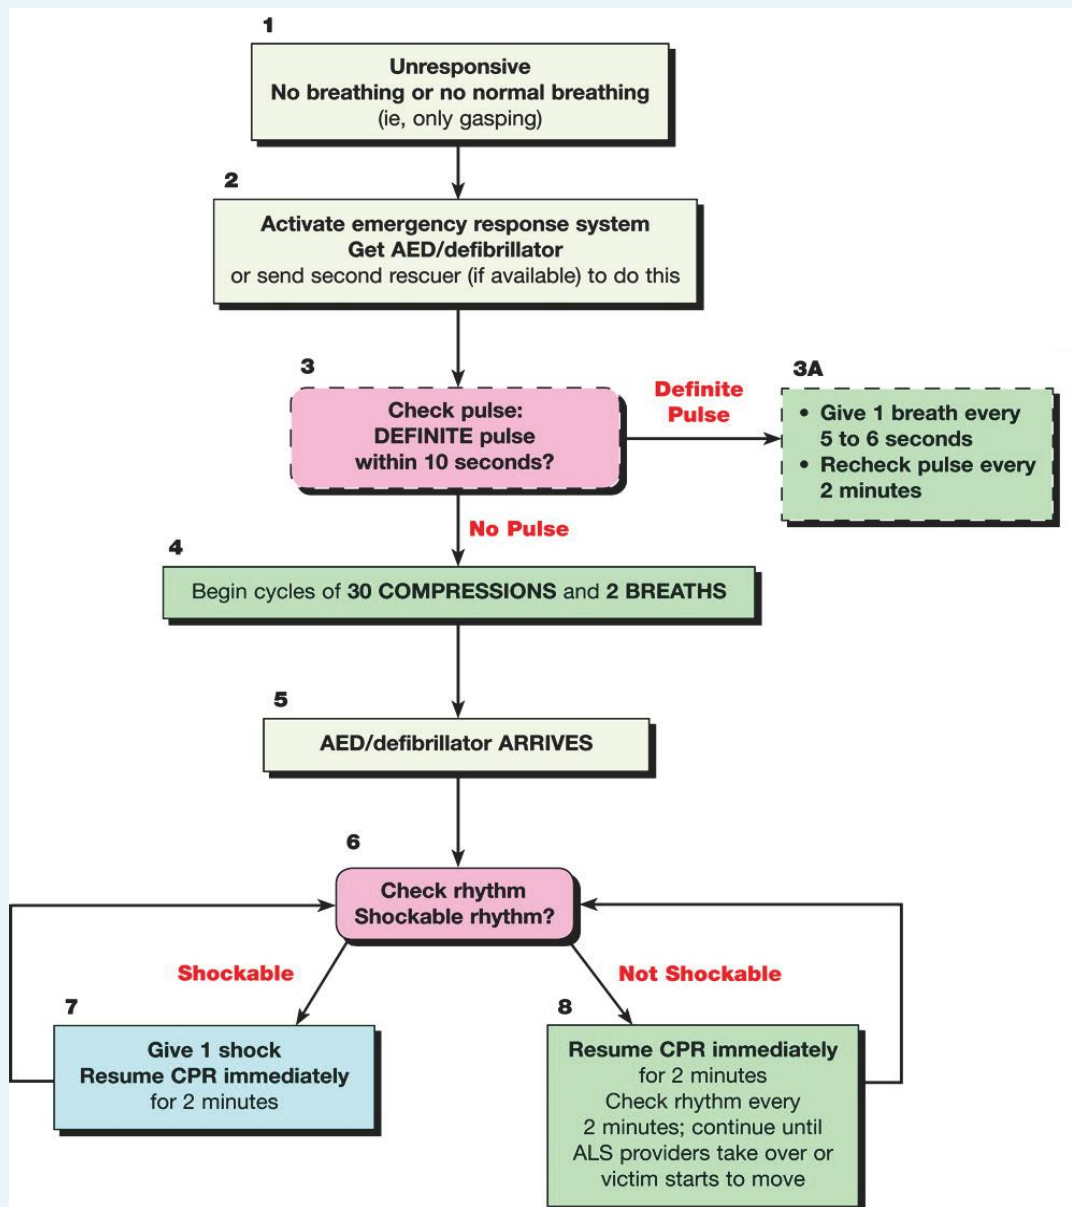 1
Unresponsive
No breathing or no normal breathing
(ie, only gasping)
2
Activate emergency response system
Get AED/defibrillator
or send second rescuer (if available) to do this
3
Check pulse:
DEFINITE pulse
within 10 seconds?
Definite
Pulse
3A
• Give 1 breath every
5 to 6 seconds
• Recheck pulse every
2 minutes
No Pulse
4
Begin cycles of 30 COMPRESSIONS and 2 BREATHS
5
AED/defibrillator ARRIVES
6
Check rhythm
Shockable rhythm?
Shockable
Not Shockable
7
Give 1 shock
Resume CPR immediately
for 2 minutes
8
Resume CPR immediately
for 2 minutes
Check rhythm every
2 minutes; continue until
ALS providers take over or
victim starts to move